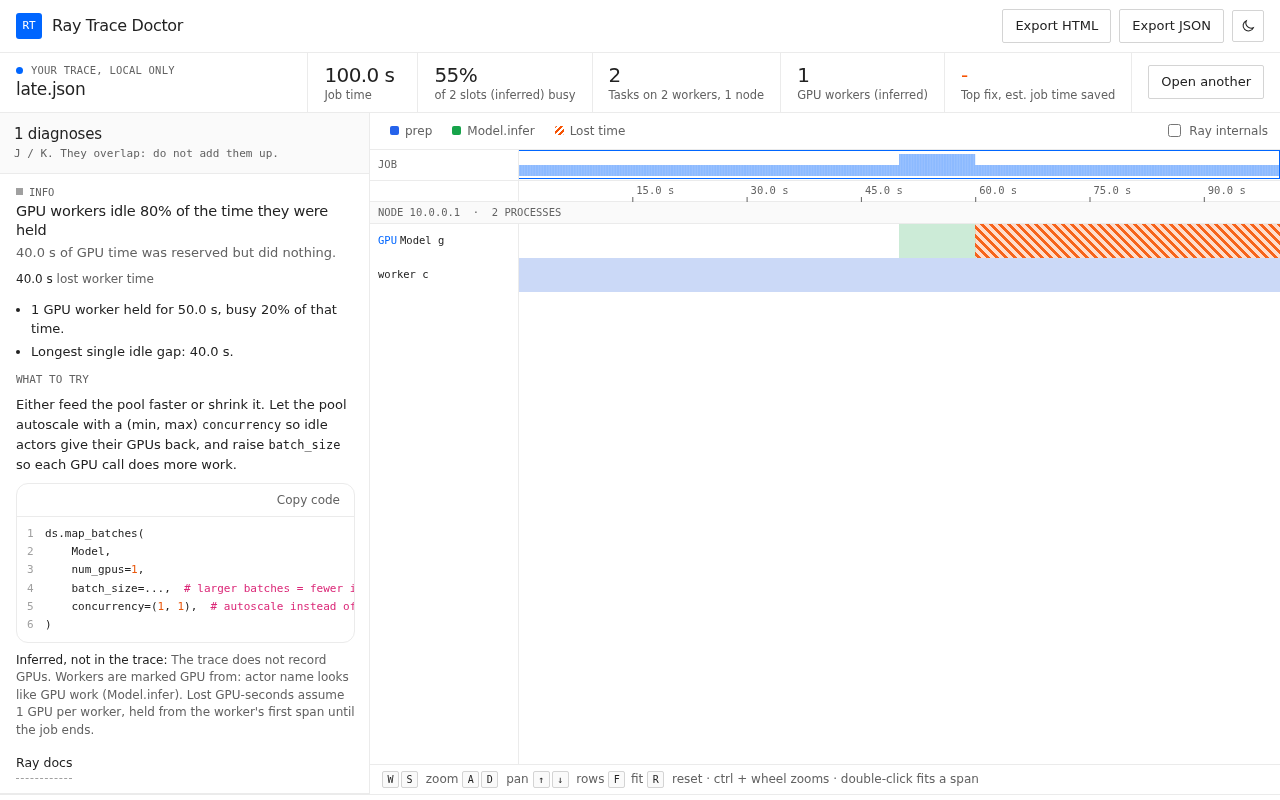 RT Ray Trace Doctor Export HTML Export JSON
YOUR TRACE, LOCAL ONLY
late.json
100.0 s
Job time
55%
of 2 slots (inferred) busy
2
Tasks on 2 workers, 1 node
1
GPU workers (inferred)
-
Top fix, est. job time saved
Open another
1 diagnoses
J / K. They overlap: do not add them up.
INFO
GPU workers idle 80% of the time they were
held
40.0 s of GPU time was reserved but did nothing.
40.0 s lost worker time
• 1 GPU worker held for 50.0 s, busy 20% of that
time.
• Longest single idle gap: 40.0 s.
WHAT TO TRY
Either feed the pool faster or shrink it. Let the pool
autoscale with a (min, max) concurrency so idle
actors give their GPUs back, and raise batch_size
so each GPU call does more work.
Copy code
1 ds.map_batches(
2     Model,
3     num_gpus=1,
4     batch_size=...,  # larger batches = fewer i
5     concurrency=(1, 1),  # autoscale instead of
6 )
Inferred, not in the trace: The trace does not record
GPUs. Workers are marked GPU from: actor name looks
like GPU work (Model.infer). Lost GPU-seconds assume
1 GPU per worker, held from the worker's first span until
the job ends.
Ray docs
prep Model.infer Lost time Ray internals
JOB
15.0 s 30.0 s 45.0 s 60.0 s 75.0 s 90.0 s
NODE 10.0.0.1 · 2 PROCESSES
GPU Model g
worker c
W S zoom A D pan ↑ ↓ rows F fit R reset · ctrl + wheel zooms · double-click fits a span